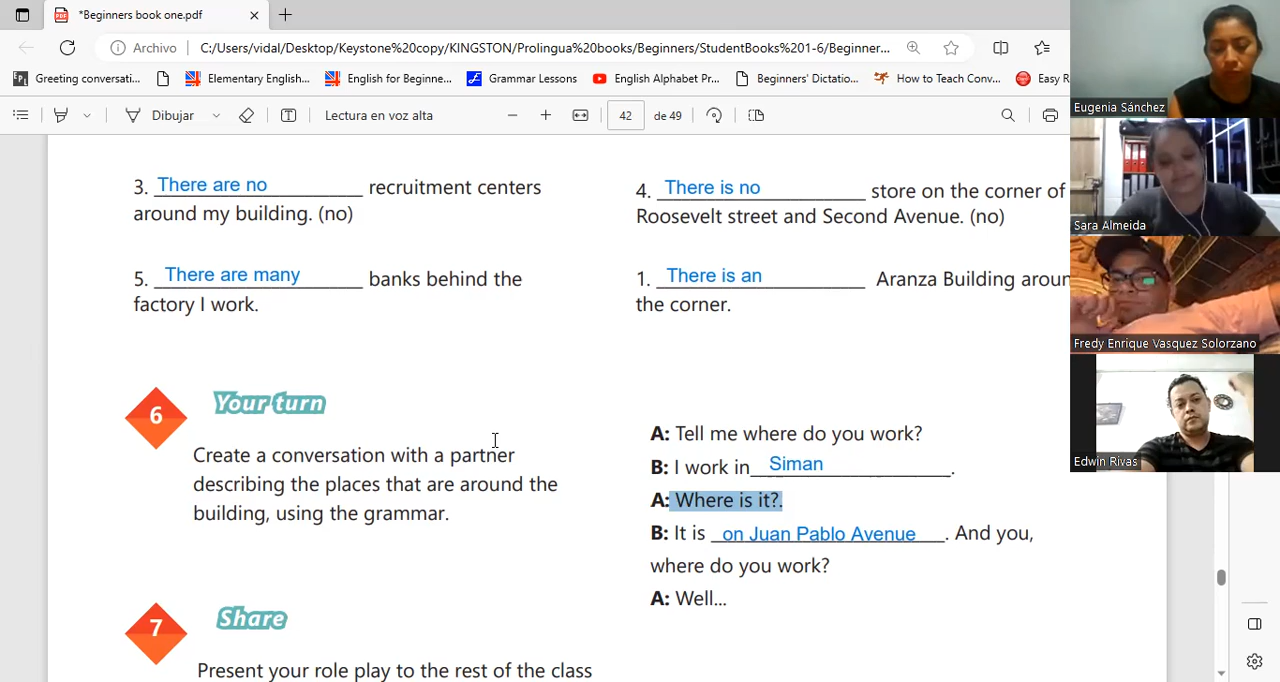 *Beginners book one.pdf
Archivo
C:/Users/vidal/Desktop/Keystone%20copy/KINGSTON/Prolingua%20books/Beginners/StudentBooks%201-6/Beginner...
Greeting conversati...
Elementary English...
English for Beginne...
Grammar Lessons
English Alphabet Pr...
Beginners' Dictatio...
How to Teach Conv...
Easy R
Dibujar
Lectura en voz alta
42
de 49
3. There are no recruitment centers
around my building. (no)
4. There is no store on the corner of
Roosevelt street and Second Avenue. (no)
5. There are many banks behind the
factory I work.
1. There is an Aranza Building aroun
the corner.
6
Your turn
Create a conversation with a partner
describing the places that are around the
building, using the grammar.
A: Tell me where do you work?
B: I work in Siman.
A: Where is it?.
B: It is on Juan Pablo Avenue. And you,
where do you work?
A: Well...
7
Share
Present your role play to the rest of the class
Eugenia Sánchez
Sara Almeida
Fredy Enrique Vasquez Solorzano
Edwin Rivas